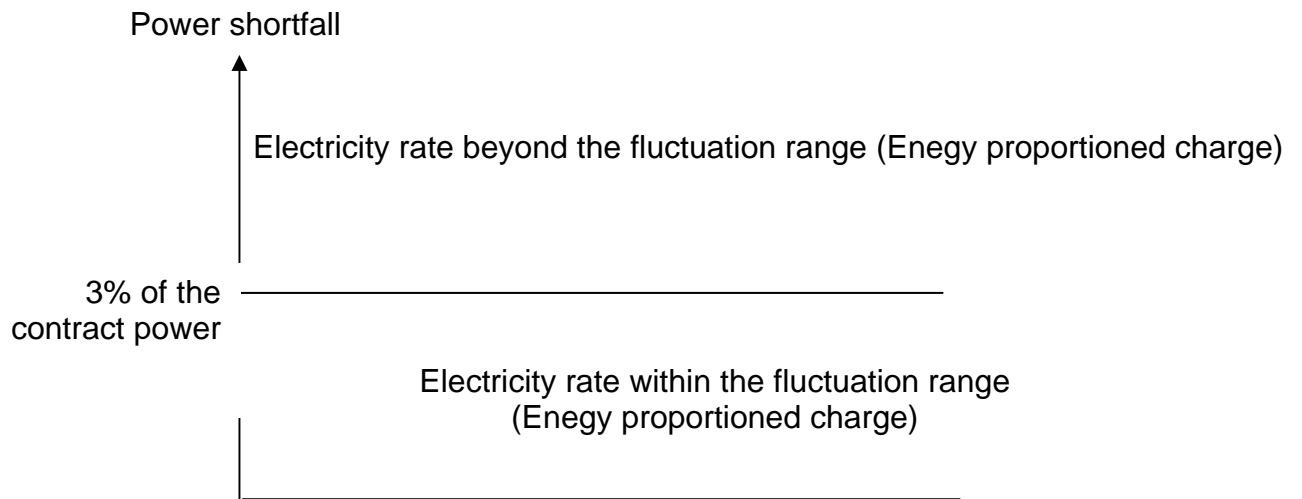 Power shortfall
Electricity rate beyond the fluctuation range (Enegy proportioned charge)
3% of the
contract power
Electricity rate within the fluctuation range
(Enegy proportioned charge)